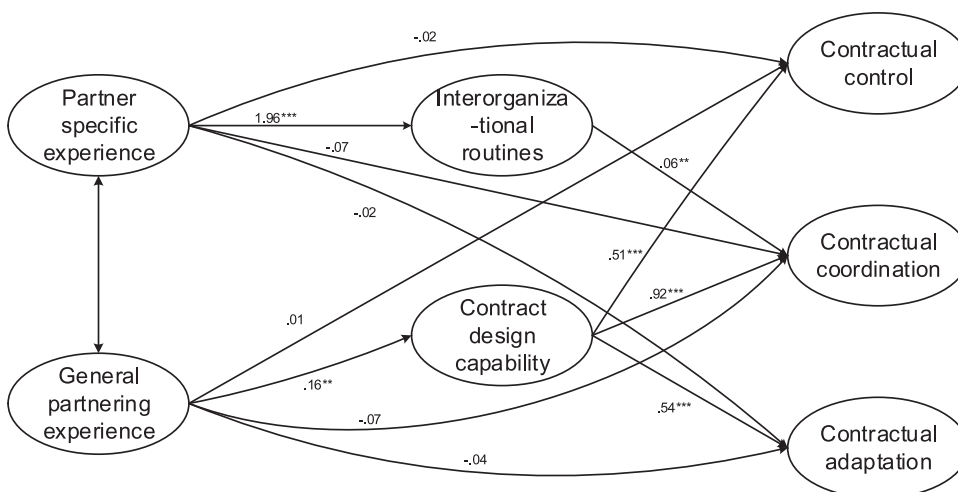 -.02
Contractual
control
Partner
specific
experience
1.96***
Interorganiza
-tional
routines
-.07
.06**
-.02
.51***
Contractual
coordination
.92***
.01
Contract
design
capability
General
partnering
experience
.16**
-.07
.54***
-.04
Contractual
adaptation